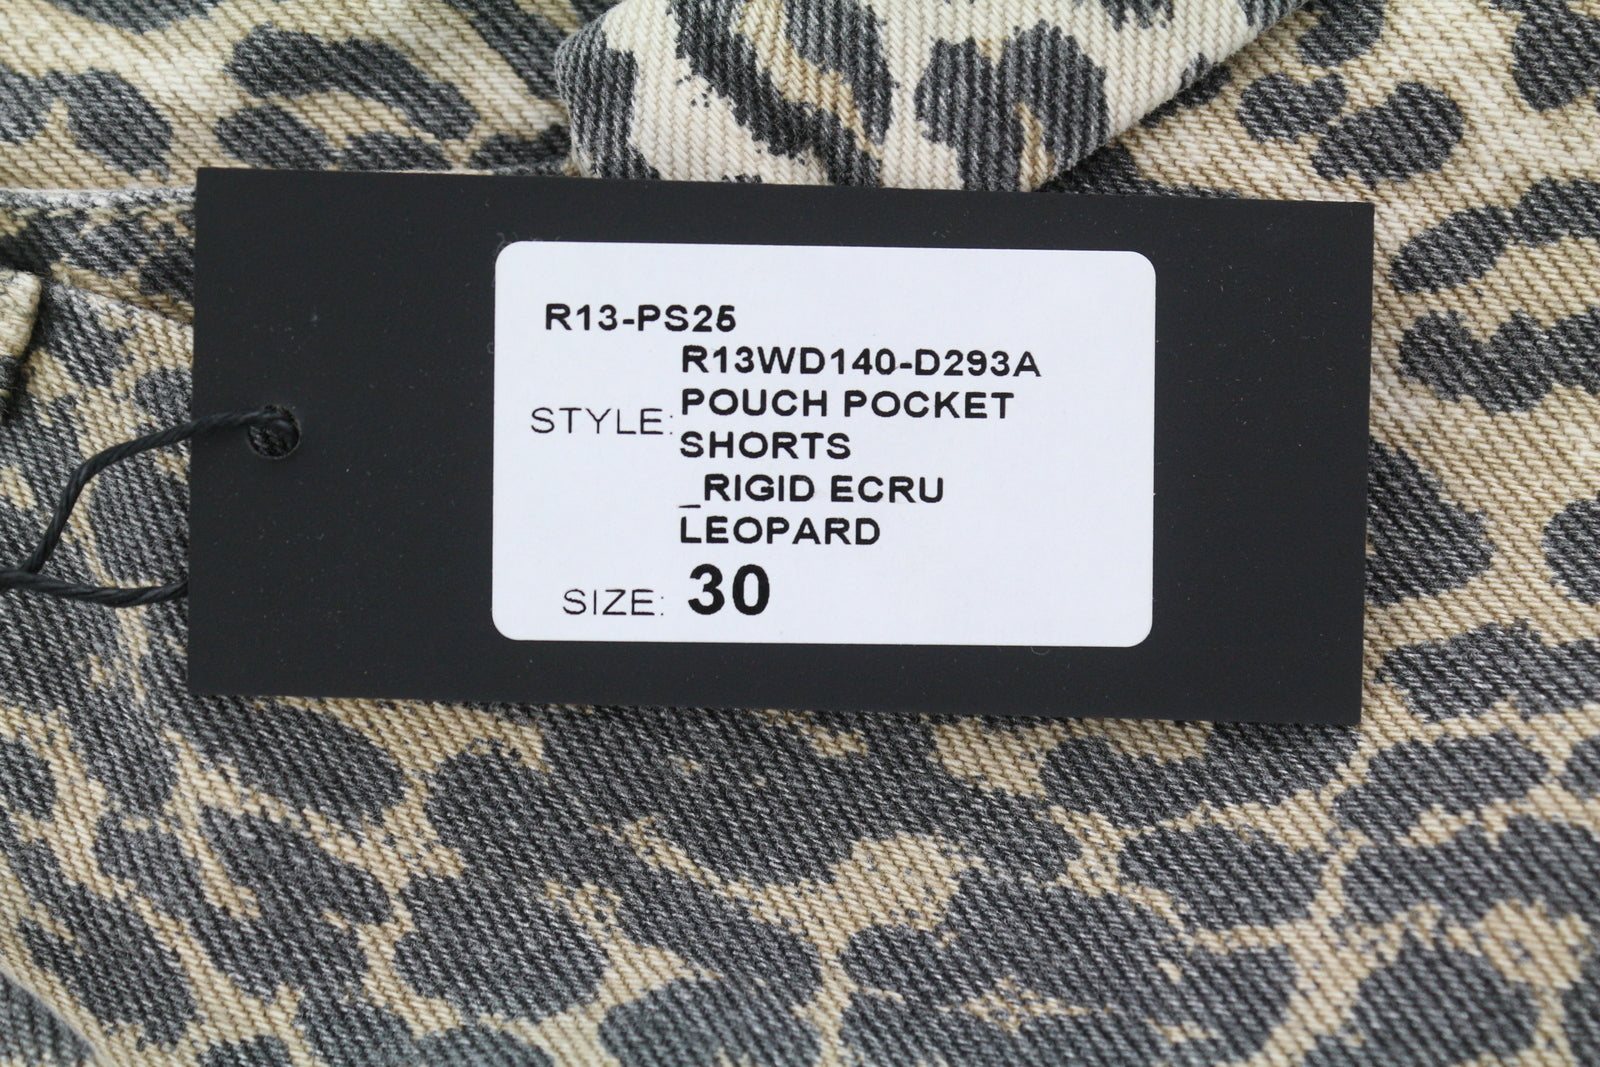 R13-PS25
R13WD140-D293A
STYLE: POUCH POCKET
SHORTS
_RIGID ECRU
LEOPARD
SIZE: 30